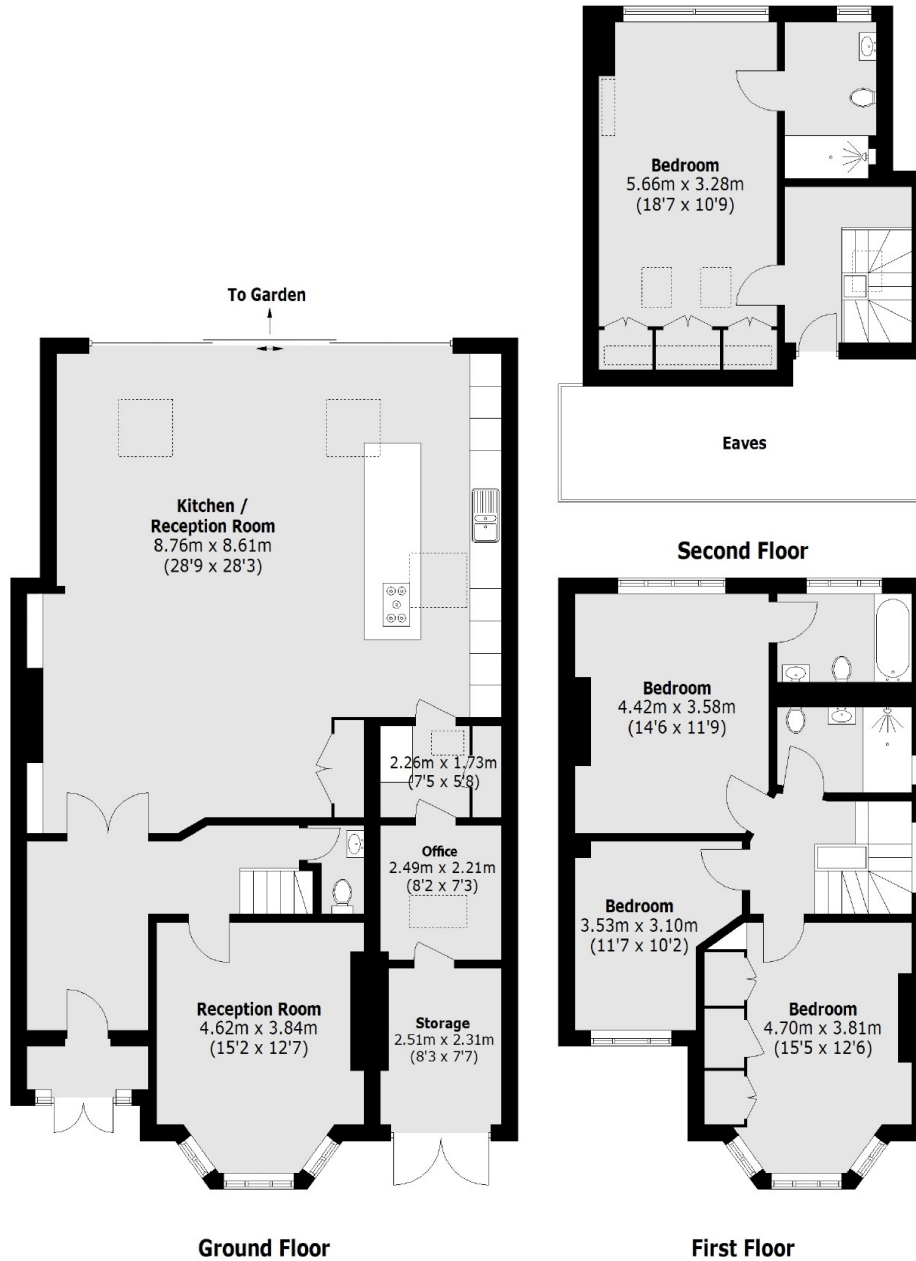 Bedroom
5.66m x 3.28m
(18'7 x 10'9)
Eaves
Second Floor
To Garden
Kitchen /
Reception Room
8.76m x 8.61m
(28'9 x 28'3)
2.26m x 1.73m
(7'5 x 5'8)
Office
2.49m x 2.21m
(8'2 x 7'3)
Reception Room
4.62m x 3.84m
(15'2 x 12'7)
Storage
2.51m x 2.31m
(8'3 x 7'7)
Ground Floor
Bedroom
4.42m x 3.58m
(14'6 x 11'9)
Bedroom
3.53m x 3.10m
(11'7 x 10'2)
Bedroom
4.70m x 3.81m
(15'5 x 12'6)
First Floor